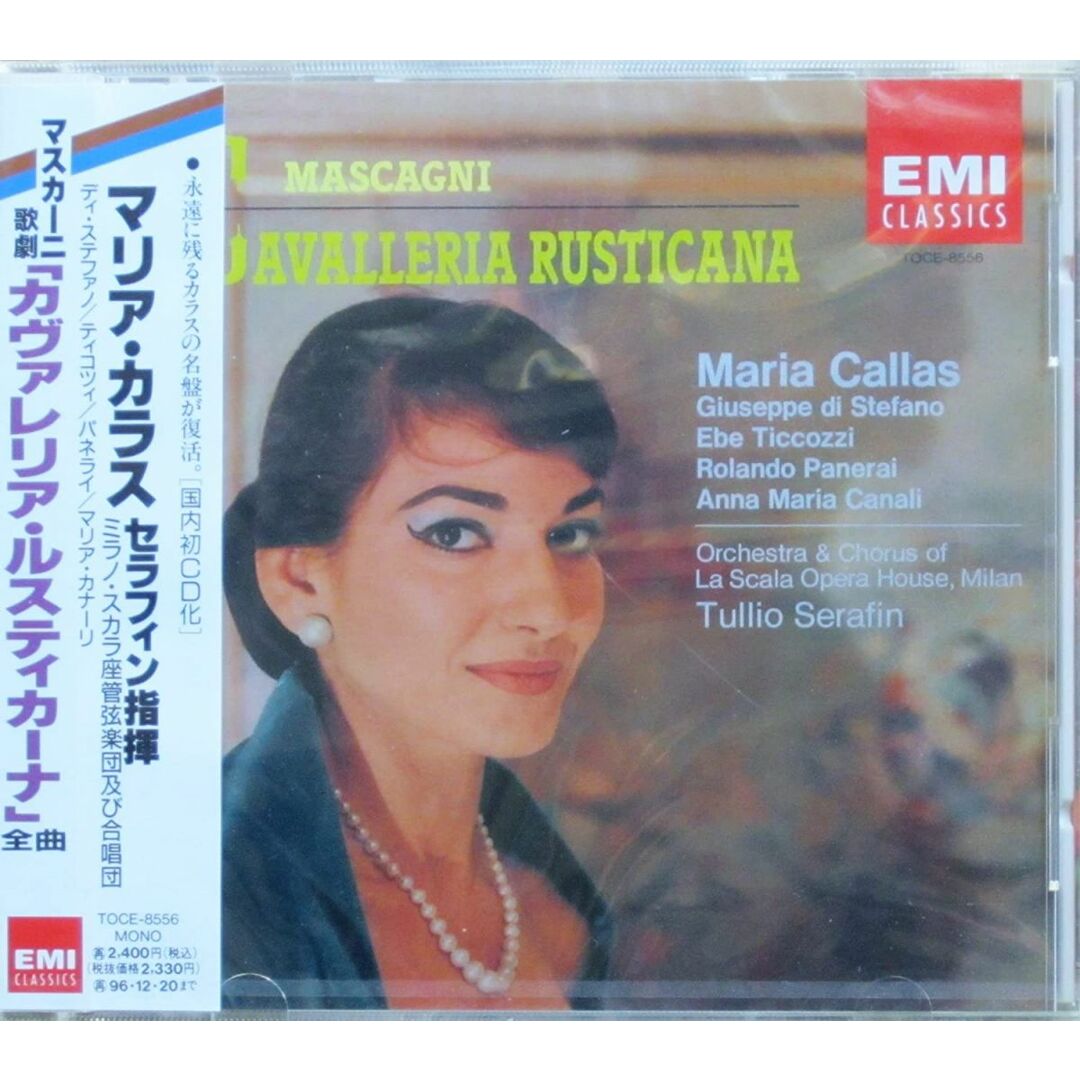 マスカーニ
歌劇「カヴァレリア・ルスティカーナ」全曲
マリア・カラス セラフィン指揮
ミラノ・スカラ座管弦楽団及び合唱団
ディ・ステファノ/ティコツィ/パネライ/マリア・カナーリ
●永遠に残るカラスの名盤が復活。[国内初CD化]
EMI
CLASSICS
TOCE-8556
MONO
2,400円(税込)
(税抜価格2,330円)
96・12・20まで
MASCAGNI
AVALLERIA RUSTICANA
EMI
CLASSICS
TOCE-8556
Maria Callas
Giuseppe di Stefano
Ebe Ticcozzi
Rolando Panerai
Anna Maria Canali
Orchestra & Chorus of
La Scala Opera House, Milan
Tullio Serafin